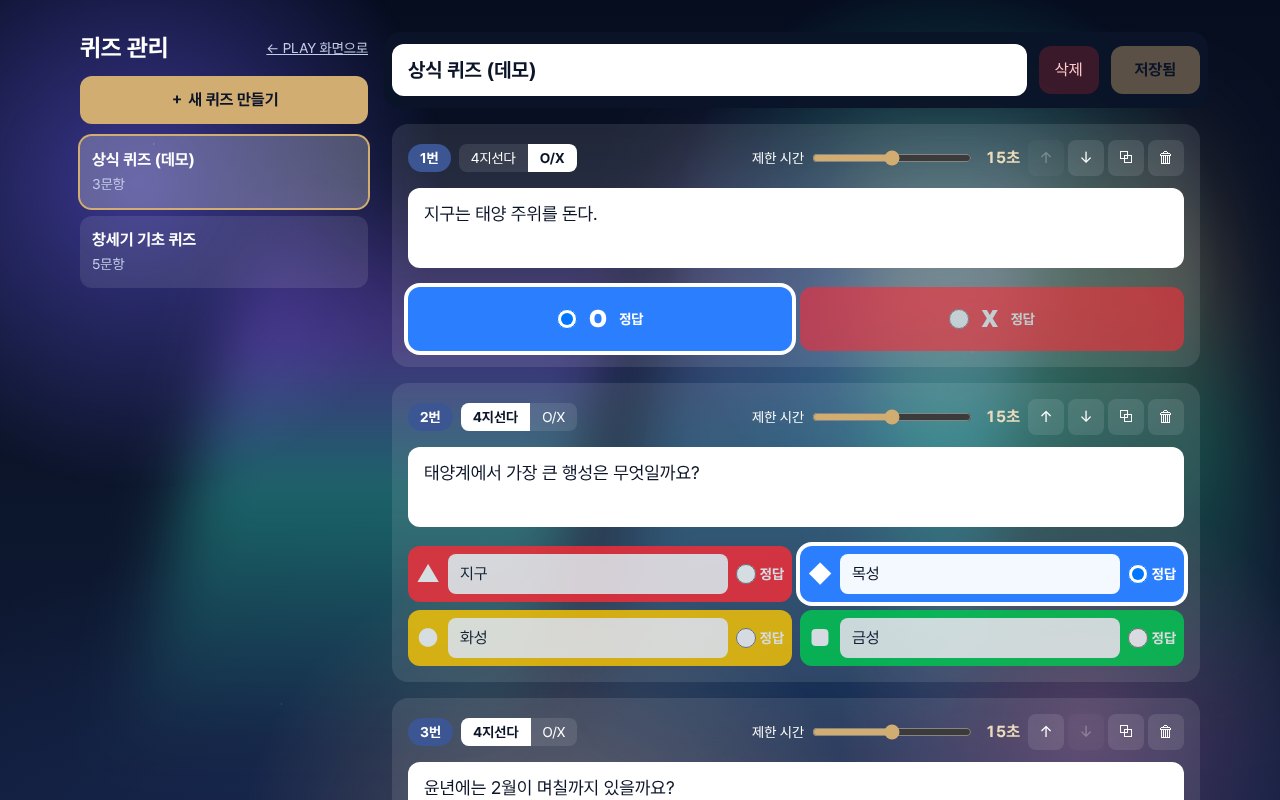 퀴즈 관리
← PLAY 화면으로
+ 새 퀴즈 만들기
상식 퀴즈 (데모)
3문항
창세기 기초 퀴즈
5문항
상식 퀴즈 (데모)
삭제
저장됨
1번
4지선다
O/X
제한 시간
15초
↑
↓
지구는 태양 주위를 돈다.
O 정답
X 정답
2번
4지선다
O/X
제한 시간
15초
↑
↓
태양계에서 가장 큰 행성은 무엇일까요?
지구
정답
목성
정답
화성
정답
금성
정답
3번
4지선다
O/X
제한 시간
15초
↑
↓
윤년에는 2월이 며칠까지 있을까요?